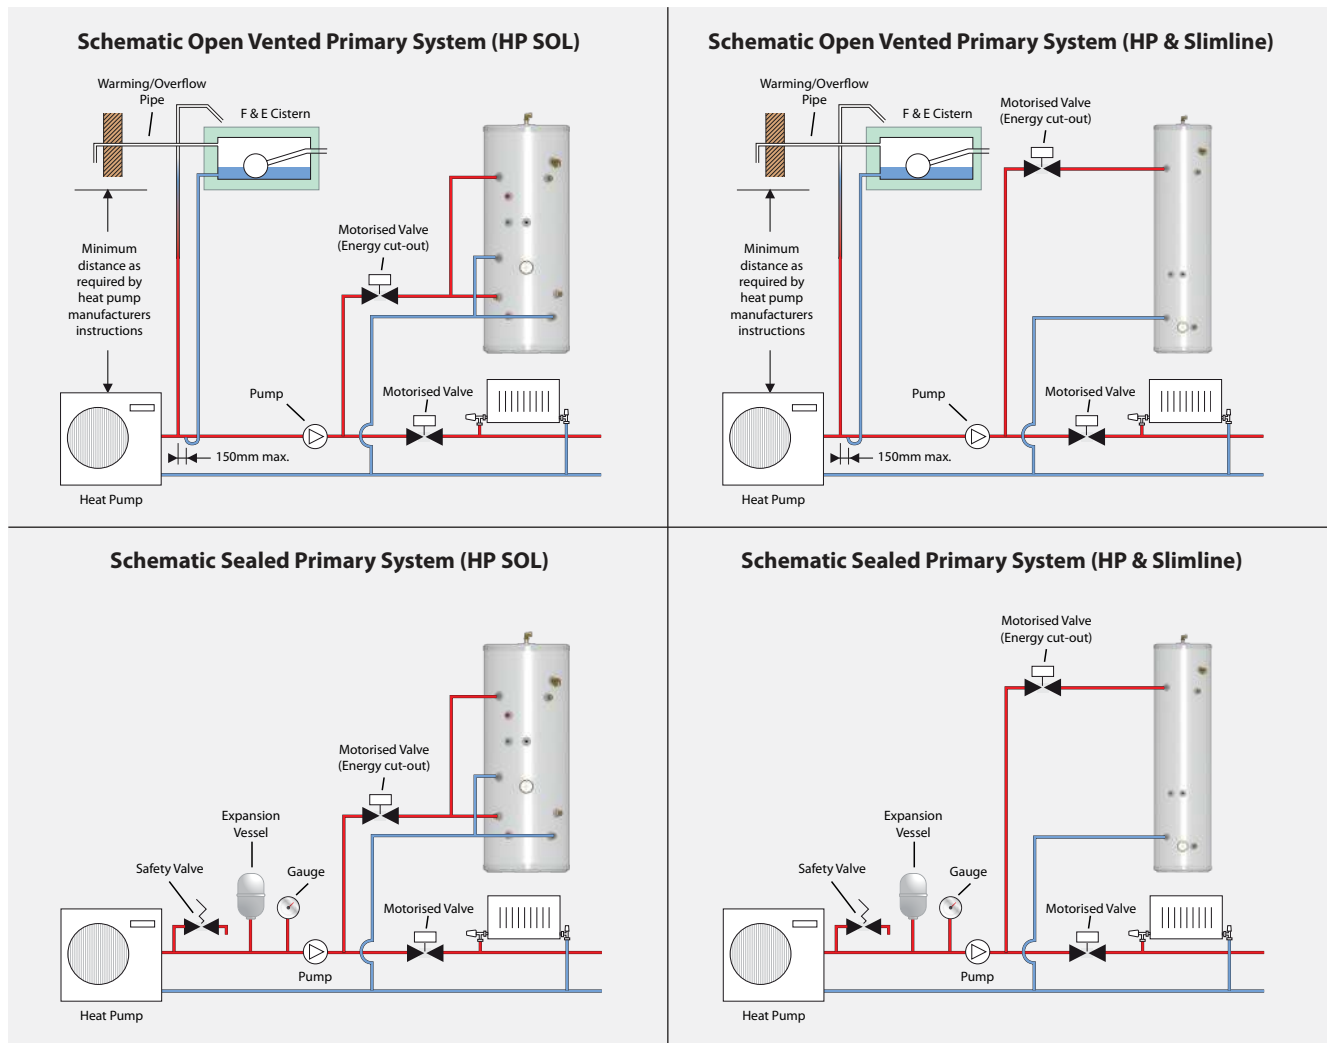 Schematic Open Vented Primary System (HP SOL)
Warming/Overflow
Pipe
F & E Cistern
Motorised Valve
(Energy cut-out)
Minimum
distance as
required by
heat pump
manufacturers
instructions
Pump
Motorised Valve
150mm max.
Heat Pump
Schematic Open Vented Primary System (HP & Slimline)
Warming/Overflow
Pipe
F & E Cistern
Motorised Valve
(Energy cut-out)
Minimum
distance as
required by
heat pump
manufacturers
instructions
Pump
Motorised Valve
150mm max.
Heat Pump
Schematic Sealed Primary System (HP SOL)
Motorised Valve
(Energy cut-out)
Expansion
Vessel
Safety Valve
Gauge
Motorised Valve
Pump
Heat Pump
Schematic Sealed Primary System (HP & Slimline)
Motorised Valve
(Energy cut-out)
Expansion
Vessel
Safety Valve
Gauge
Motorised Valve
Pump
Heat Pump